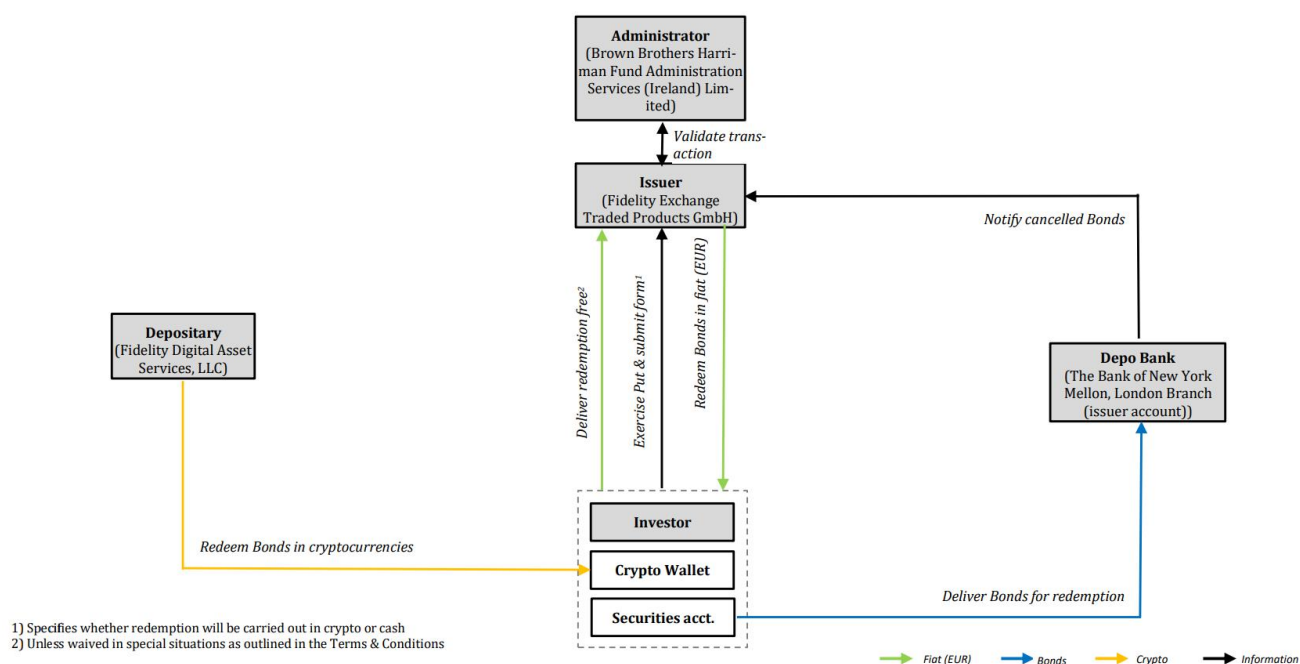 Administrator
(Brown Brothers Harri-
man Fund Administration
Services (Ireland) Lim-
ited)
Validate trans-
action
Issuer
(Fidelity Exchange
Traded Products GmbH)
Notify cancelled Bonds
Deliver redemption free²
Exercise Put & submit form¹
Redeem Bonds in fiat (EUR)
Depositary
(Fidelity Digital Asset
Services, LLC)
Depo Bank
(The Bank of New York
Mellon, London Branch
(issuer account))
Investor
Redeem Bonds in cryptocurrencies
Crypto Wallet
Securities acct.
Deliver Bonds for redemption
1) Specifies whether redemption will be carried out in crypto or cash
2) Unless waived in special situations as outlined in the Terms & Conditions
Fiat (EUR)
Bonds
Crypto
Information